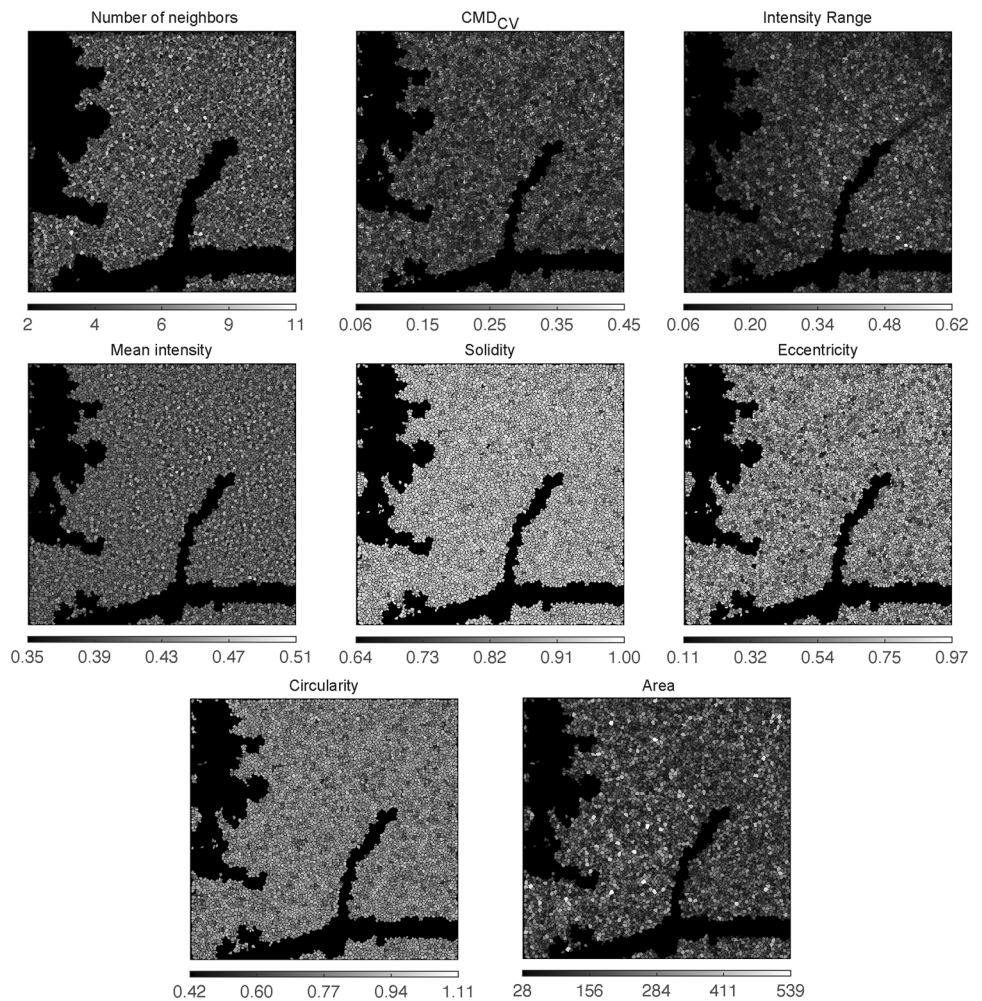 Number of neighbors
CMD_CV
Intensity Range
2 4 6 9 11
0.06 0.15 0.25 0.35 0.45
0.06 0.20 0.34 0.48 0.62
Mean intensity
Solidity
Eccentricity
0.35 0.39 0.43 0.47 0.51
0.64 0.73 0.82 0.91 1.00
0.11 0.32 0.54 0.75 0.97
Circularity
Area
0.42 0.60 0.77 0.94 1.11
28 156 284 411 539